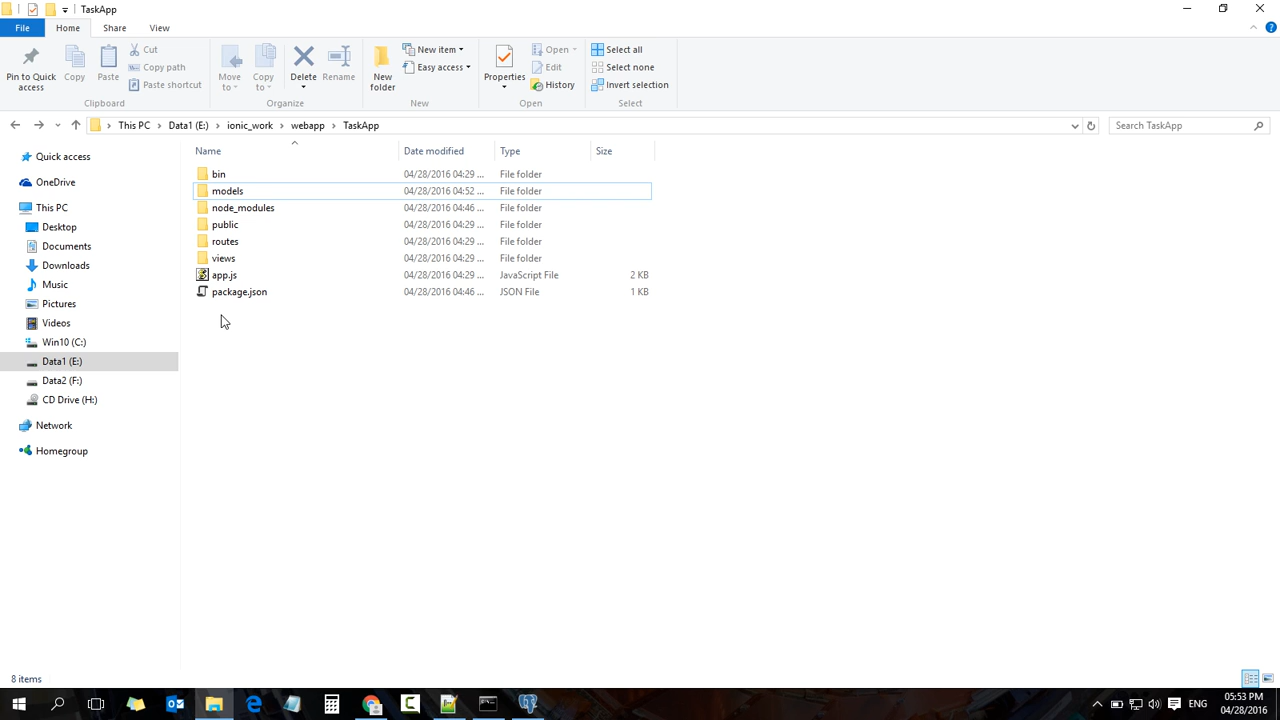 TaskApp
File Home Share View
Pin to Quick access
Copy
Paste
Cut
Copy path
Paste shortcut
Clipboard
Move to
Copy to
Delete
Rename
Organize
New folder
New item
Easy access
New
Properties
Open
Edit
History
Open
Select all
Select none
Invert selection
Select
This PC Data1 (E:) ionic_work webapp TaskApp
Search TaskApp
Quick access
OneDrive
This PC
Desktop
Documents
Downloads
Music
Pictures
Videos
Win10 (C:)
Data1 (E:)
Data2 (F:)
CD Drive (H:)
Network
Homegroup
Name Date modified Type Size
bin 04/28/2016 04:29 ... File folder
models 04/28/2016 04:52 ... File folder
node_modules 04/28/2016 04:46 ... File folder
public 04/28/2016 04:29 ... File folder
routes 04/28/2016 04:29 ... File folder
views 04/28/2016 04:29 ... File folder
app.js 04/28/2016 04:29 ... JavaScript File 2 KB
package.json 04/28/2016 04:46 ... JSON File 1 KB
8 items
ENG
05:53 PM
04/28/2016